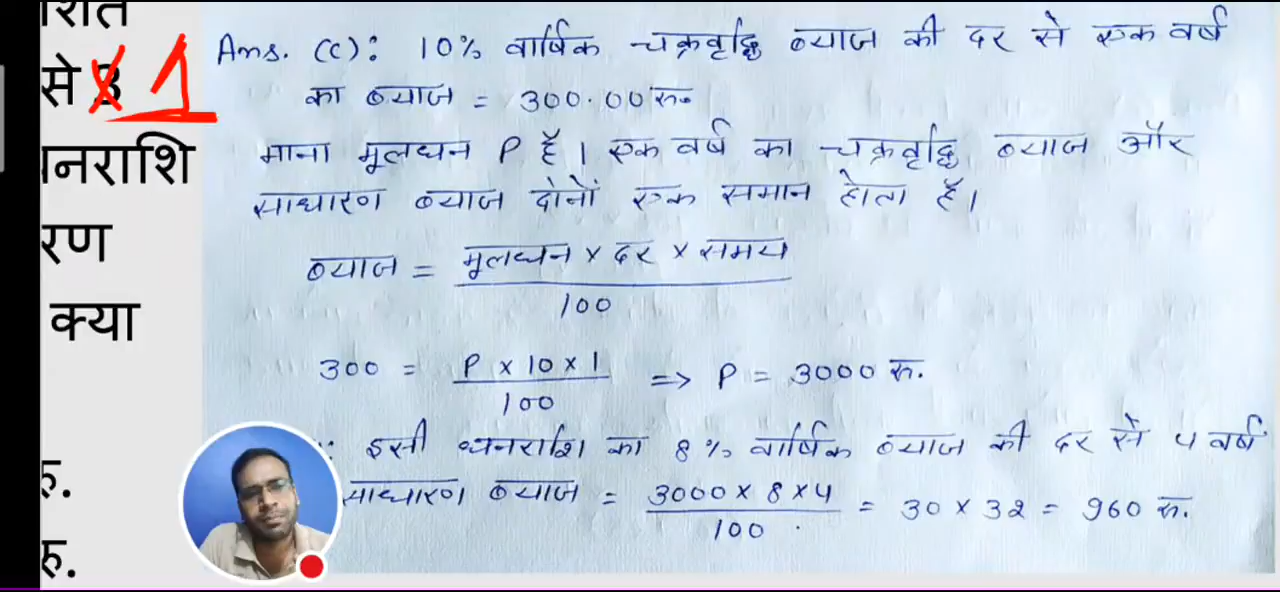 शित
से 3 1
नराशि
रण
क्या
रु.
रु.
Ans. (c): 10% वार्षिक चक्रवृद्धि ब्याज की दर से एक वर्ष
का ब्याज = 300.00 रु.
माना मूलधन P है। एक वर्ष का चक्रवृद्धि ब्याज और
साधारण ब्याज दोनों एक समान होता है।
ब्याज = मूलधन × दर × समय
100
300 = P × 10 × 1 => P = 3000 रु.
100
: इसी धनराशि का 8% वार्षिक ब्याज की दर से 4 वर्ष
साधारण ब्याज = 3000 × 8 × 4 = 30 × 32 = 960 रु.
100